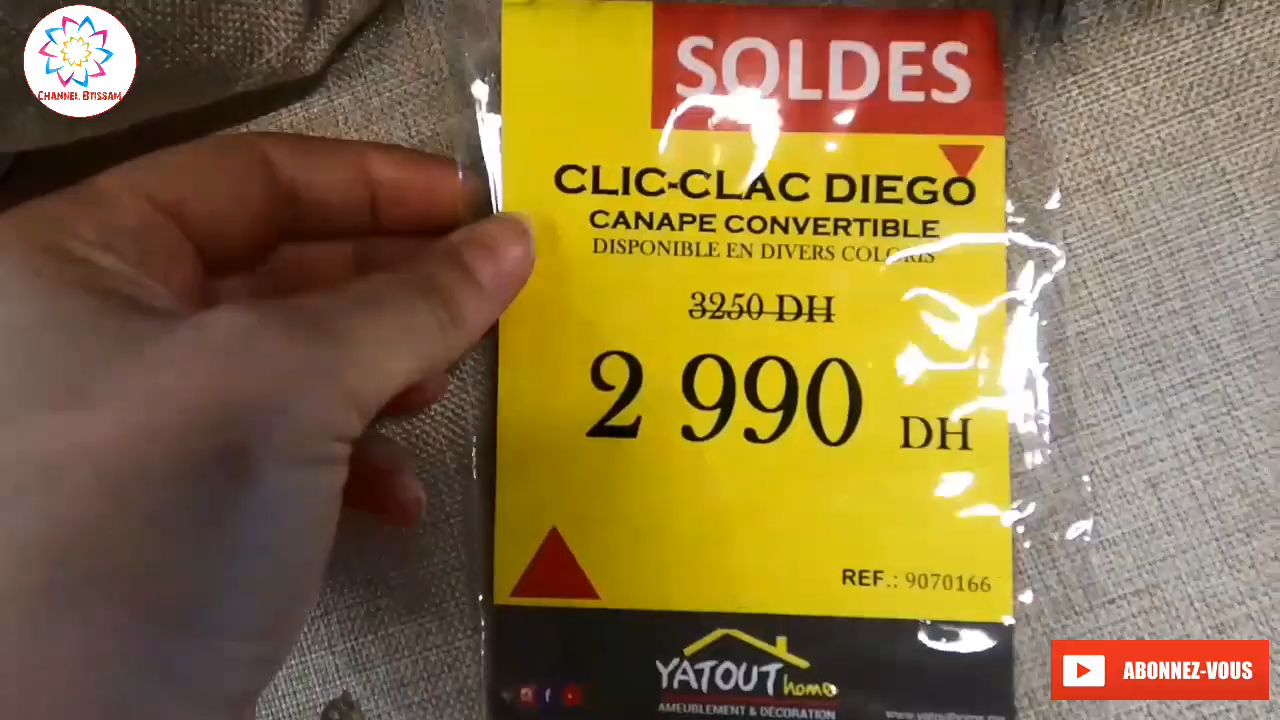 CHANNEL BTISSAM
SOLDES
CLIC-CLAC DIEGO
CANAPE CONVERTIBLE
DISPONIBLE EN DIVERS COLORIS
3250 DH
2 990 DH
REF.: 9070166
YATOUT home
AMEUBLEMENT & DÉCORATION
ABONNEZ-VOUS